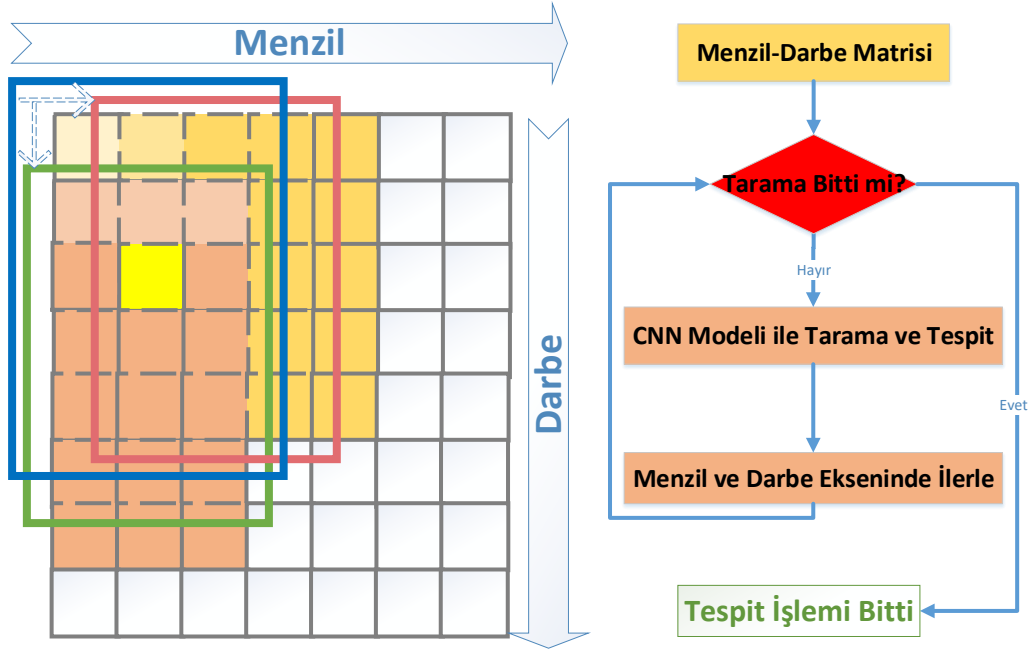 Menzil
Darbe
Menzil-Darbe Matrisi
Tarama Bitti mi?
Hayır
CNN Modeli ile Tarama ve Tespit
Evet
Menzil ve Darbe Ekseninde İlerle
Tespit İşlemi Bitti